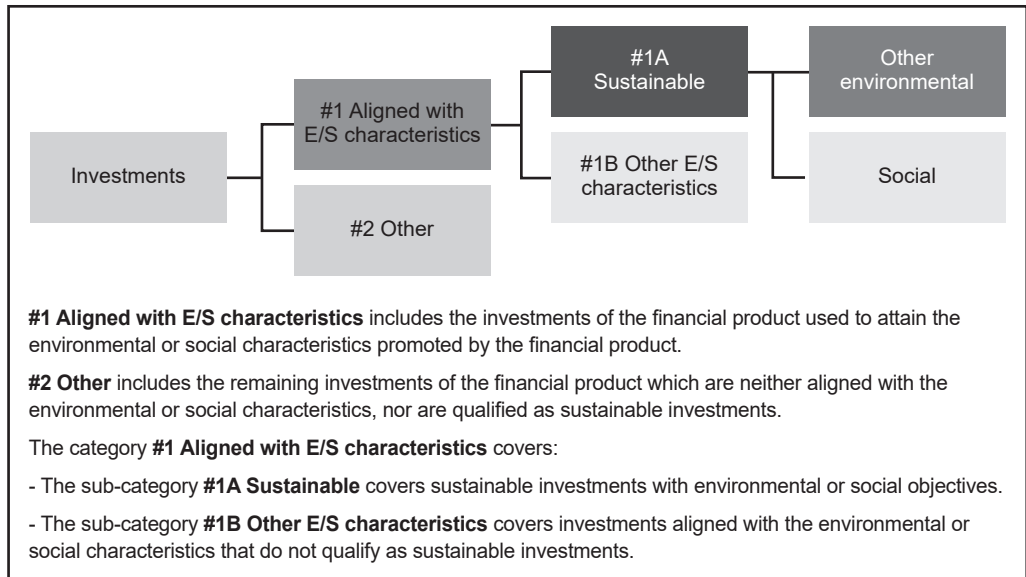 Investments
#1 Aligned with
E/S characteristics
#2 Other
#1A
Sustainable
#1B Other E/S
characteristics
Other
environmental
Social
#1 Aligned with E/S characteristics includes the investments of the financial product used to attain the
environmental or social characteristics promoted by the financial product.
#2 Other includes the remaining investments of the financial product which are neither aligned with the
environmental or social characteristics, nor are qualified as sustainable investments.
The category #1 Aligned with E/S characteristics covers:
- The sub-category #1A Sustainable covers sustainable investments with environmental or social objectives.
- The sub-category #1B Other E/S characteristics covers investments aligned with the environmental or
social characteristics that do not qualify as sustainable investments.